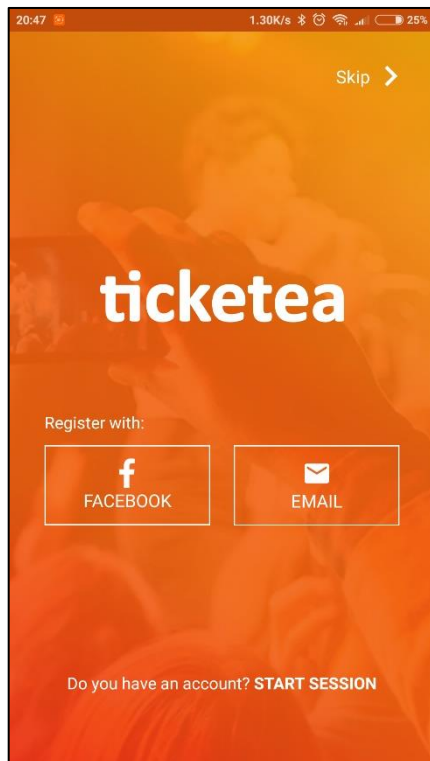 20:47 1.30K/s 25%
Skip
ticketea
Register with:
FACEBOOK EMAIL
Do you have an account? START SESSION